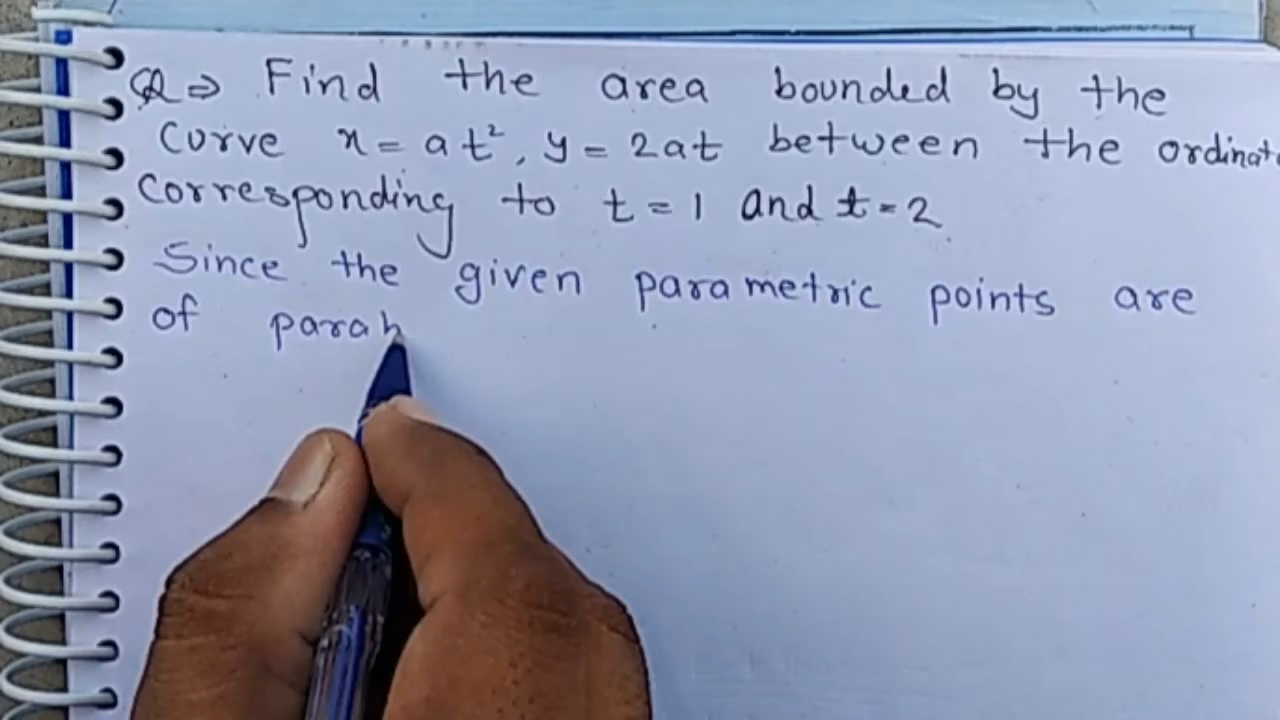 Q⇒ Find the area bounded by the
Curve x = at², y = 2at between the ordinate
Corresponding to t = 1 and t = 2
Since the given parametric points are
of parab